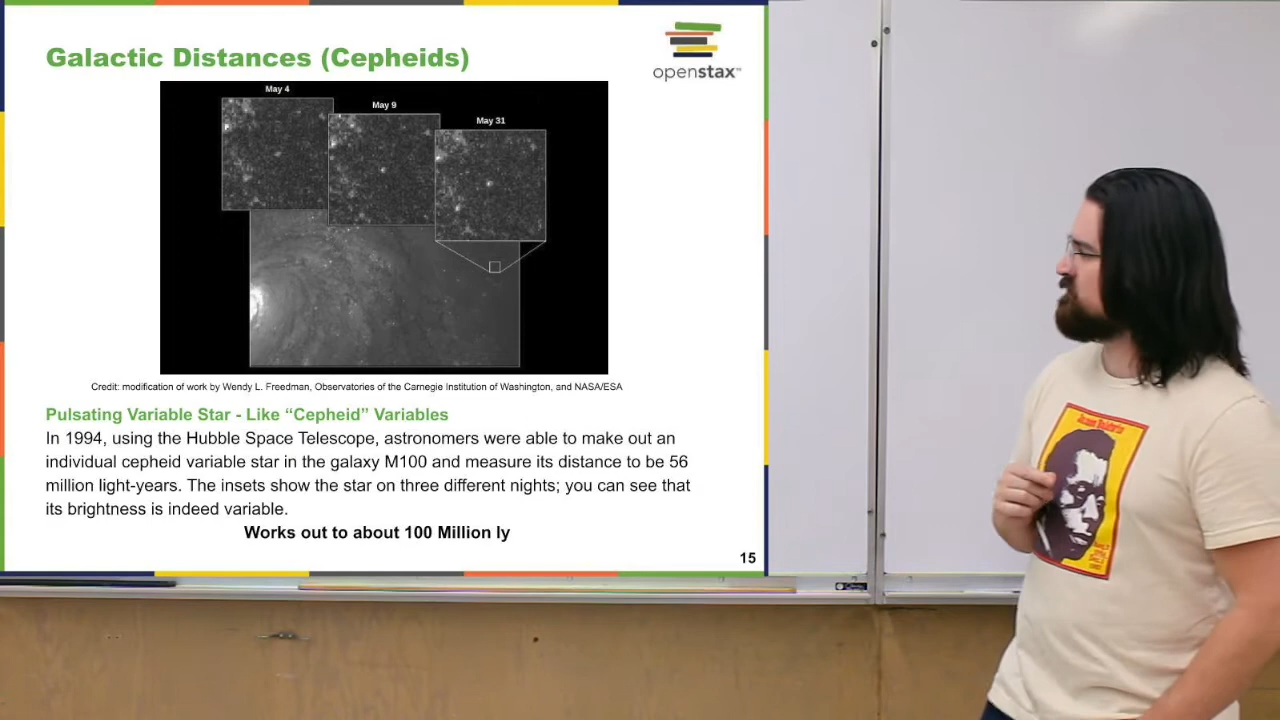 Galactic Distances (Cepheids)
openstax™
May 4
May 9
May 31
Credit: modification of work by Wendy L. Freedman, Observatories of the Carnegie Institution of Washington, and NASA/ESA
Pulsating Variable Star - Like “Cepheid” Variables
In 1994, using the Hubble Space Telescope, astronomers were able to make out an
individual cepheid variable star in the galaxy M100 and measure its distance to be 56
million light-years. The insets show the star on three different nights; you can see that
its brightness is indeed variable.
Works out to about 100 Million ly
15